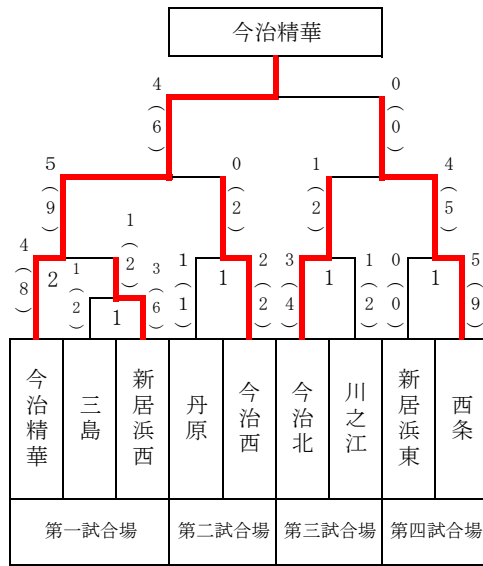 今治精華
4（6） 0（0）
5（9） 0（2） 1（2） 4（5）
4（8） 2 1（2） 1（2） 1 3（6） 1（1） 1 2（2） 3（4） 1 1（2） 0（0） 1 5（9）
今治精華 三島 新居浜西 丹原 今治西 今治北 川之江 新居浜東 西条
第一試合場 第二試合場 第三試合場 第四試合場